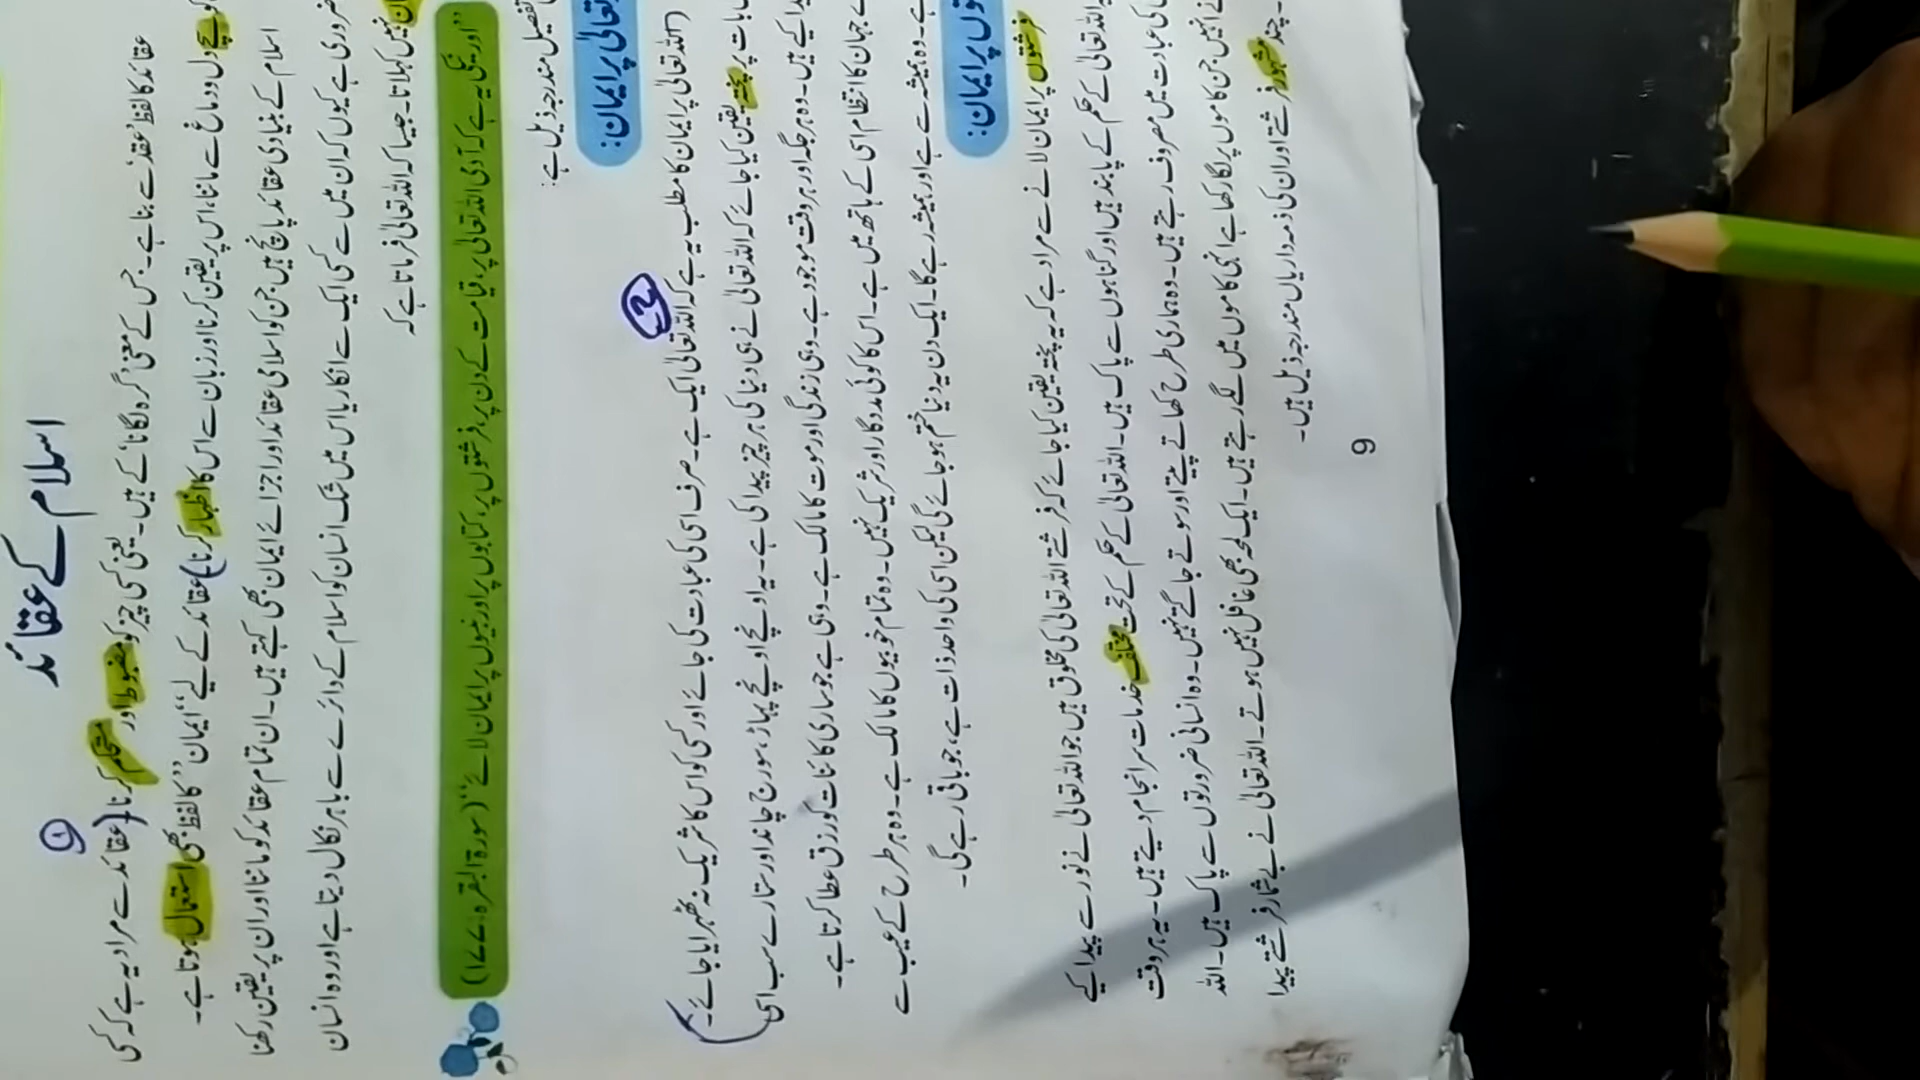 اسلام کے عقائد
۱
عقائد کا لفظ ’عقد‘ سے بنا ہے۔ جس کے معنی ’گرہ لگانا‘ کے ہیں۔ یعنی کسی چیز کو مضبوط اور مستحکم کرنا (عقائد سے مراد یہ ہے کہ کسی
کو سچے دل و دماغ سے ماننا، اس پر یقین کرنا اور زبان سے اس کا اظہار کرنا) عقائد کے لیے ”ایمان“ کا لفظ بھی استعمال ہوتا ہے۔
اسلام کے بنیادی عقائد پانچ ہیں جن کو اسلامی عقائد اور اجزائے ایمان بھی کہتے ہیں۔ ان تمام عقائد کو ماننا اور ان پر یقین رکھنا
ضروری ہے کیوں کہ ان میں سے کسی ایک سے انکار یا اس میں شک انسان کو اسلام کے دائرے سے باہر نکال دیتا ہے اور وہ انسان
نہیں کہلاتا۔ جیسا کہ اللہ تعالیٰ فرماتا ہے کہ
”اور نیکی یہ ہے کہ آدمی اللہ تعالیٰ پر، قیامت کے دن پر، فرشتوں پر، کتابوں پر اور نبیوں پر ایمان لائے“ (سورۃ البقرہ: ۱۷۷)
تفصیل مندرجہ ذیل ہے:
تعالیٰ پر ایمان:
۲
(اللہ تعالیٰ پر ایمان کا مطلب یہ ہے کہ اللہ تعالیٰ ایک ہے۔ صرف اسی کی عبادت کی جائے اور کسی کو اس کا شریک نہ ٹھہرایا جائے۔)
بات پر پختہ یقین کیا جائے کہ اللہ تعالیٰ نے ہی دنیا کی ہر چیز پیدا کی ہے۔ یہ اونچے اونچے پہاڑ، سورج چاند اور ستارے سب اسی
کیے ہیں۔ وہ ہر جگہ اور ہر وقت موجود ہے۔ وہی زندگی اور موت کا مالک ہے۔ وہی ہے جو ساری کائنات کو رزق عطا کرتا ہے۔
جہان کا انتظام اسی کے ہاتھ میں ہے۔ اس کا کوئی مددگار اور شریک نہیں۔ وہ تمام خوبیوں کا مالک ہے۔ وہ ہر طرح کے عیب سے
ہے۔ وہ ہمیشہ سے ہے اور ہمیشہ رہے گا۔ ایک دن یہ دنیا ختم ہو جائے گی لیکن اسی کی واحد ذات ہے، جو باقی رہے گی۔
پر ایمان:
فرشتوں پر ایمان لانے سے مراد ہے کہ یہ پختہ یقین کیا جائے کہ فرشتے اللہ تعالیٰ کی مخلوق ہیں جو اللہ تعالیٰ نے نور سے پیدا کیے
اللہ تعالیٰ کے حکم کے پابند ہیں اور گناہوں سے پاک ہیں۔ اللہ تعالیٰ کے حکم کے تحت مختلف خدمات سر انجام دیتے ہیں۔ یہ ہر وقت
کی عبادت میں مصروف رہتے ہیں۔ وہ ہماری طرح کھاتے پیتے اور سوتے جاگتے نہیں۔ وہ انسانی ضرورتوں سے پاک ہیں۔ اللہ
نے انہیں جن کاموں پر لگا رکھا ہے انہی کاموں میں لگے رہتے ہیں۔ ایک لمحہ بھی غافل نہیں ہوتے۔ اللہ تعالیٰ نے بے شمار فرشتے پیدا
چند مشہور فرشتے اور ان کی ذمہ داریاں مندرجہ ذیل ہیں۔
9